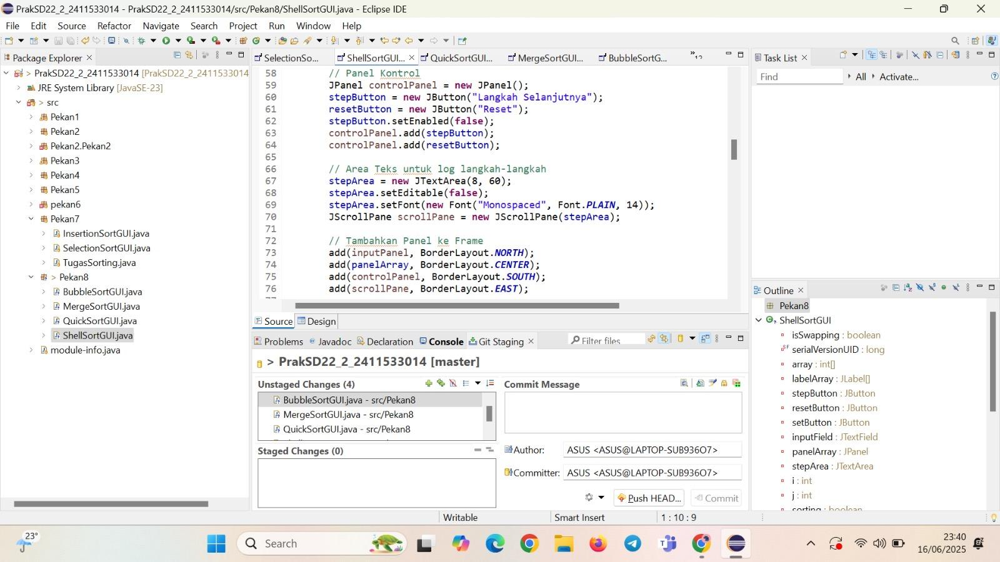 PrakSD22_2_2411533014 - PrakSD22_2_2411533014/src/Pekan8/ShellSortGUI.java - Eclipse IDE
File Edit Source Refactor Navigate Search Project Run Window Help
Package Explorer
PrakSD22_2_2411533014 [PrakSD22_2_2411533014
JRE System Library [JavaSE-23]
src
Pekan1
Pekan2
Pekan2.Pekan2
Pekan3
Pekan4
Pekan5
pekan6
Pekan7
InsertionSortGUI.java
SelectionSortGUI.java
TugasSorting.java
> Pekan8
BubbleSortGUI.java
MergeSortGUI.java
QuickSortGUI.java
ShellSortGUI.java
module-info.java
SelectionSo... ShellSortGUI... QuickSortGUI... MergeSortGUI... BubbleSortG... »12
58 // Panel Kontrol
59 JPanel controlPanel = new JPanel();
60 stepButton = new JButton("Langkah Selanjutnya");
61 resetButton = new JButton("Reset");
62 stepButton.setEnabled(false);
63 controlPanel.add(stepButton);
64 controlPanel.add(resetButton);
65
66 // Area Teks untuk log langkah-langkah
67 stepArea = new JTextArea(8, 60);
68 stepArea.setEditable(false);
69 stepArea.setFont(new Font("Monospaced", Font.PLAIN, 14));
70 JScrollPane scrollPane = new JScrollPane(stepArea);
71
72 // Tambahkan Panel ke Frame
73 add(inputPanel, BorderLayout.NORTH);
74 add(panelArray, BorderLayout.CENTER);
75 add(controlPanel, BorderLayout.SOUTH);
76 add(scrollPane, BorderLayout.EAST);
Source Design
Problems Javadoc Declaration Console Git Staging Filter files
> PrakSD22_2_2411533014 [master]
Unstaged Changes (4)
BubbleSortGUI.java - src/Pekan8
MergeSortGUI.java - src/Pekan8
QuickSortGUI.java - src/Pekan8
Staged Changes (0)
Commit Message
Author: ASUS <ASUS@LAPTOP-SUB936O7>
Committer: ASUS <ASUS@LAPTOP-SUB936O7>
Push HEAD... Commit
Task List
Find All Activate...
Outline
Pekan8
ShellSortGUI
isSwapping : boolean
serialVersionUID : long
array : int[]
labelArray : JLabel[]
stepButton : JButton
resetButton : JButton
setButton : JButton
inputField : JTextField
panelArray : JPanel
stepArea : JTextArea
i : int
j : int
sorting : boolean
Writable Smart Insert 1 : 10 : 9
23°
Search
23:40
16/06/2025